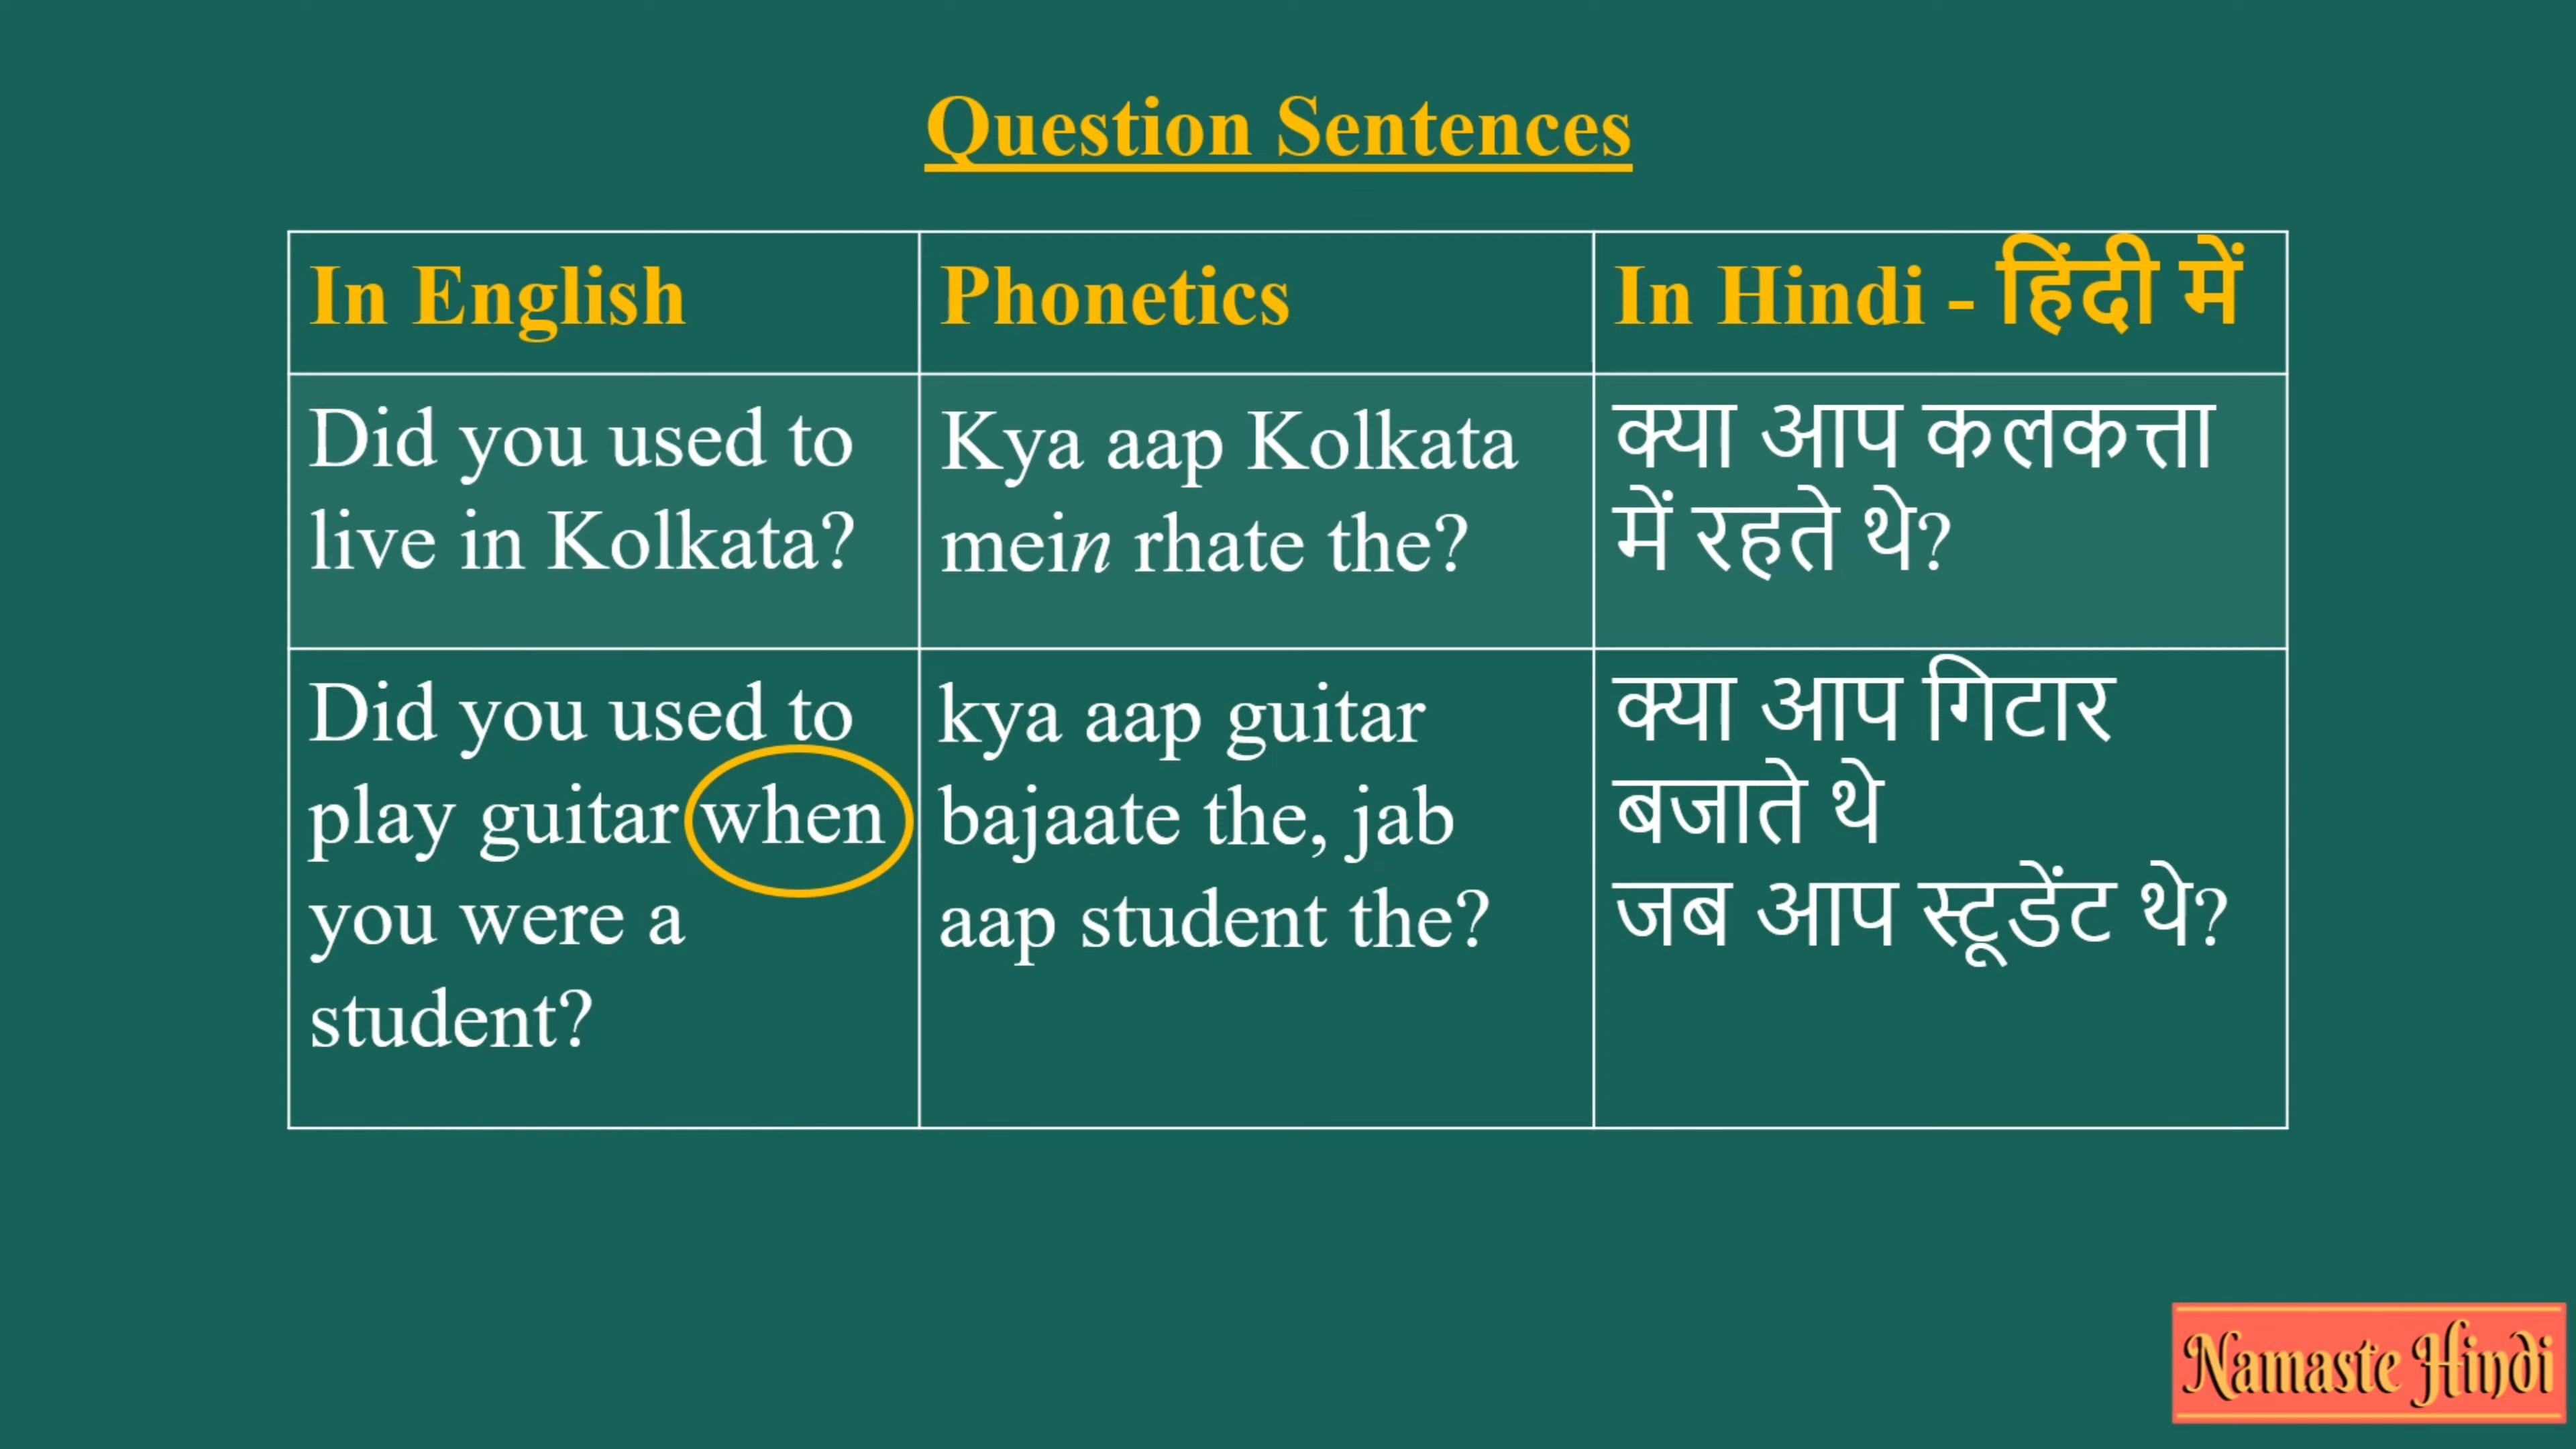 Question Sentences
In English
Phonetics
In Hindi - हिंदी में
Did you used to
live in Kolkata?
Kya aap Kolkata
mein rhate the?
क्या आप कलकत्ता
में रहते थे?
Did you used to
play guitar when
you were a
student?
kya aap guitar
bajaate the, jab
aap student the?
क्या आप गिटार
बजाते थे
जब आप स्टूडेंट थे?
Namaste Hindi